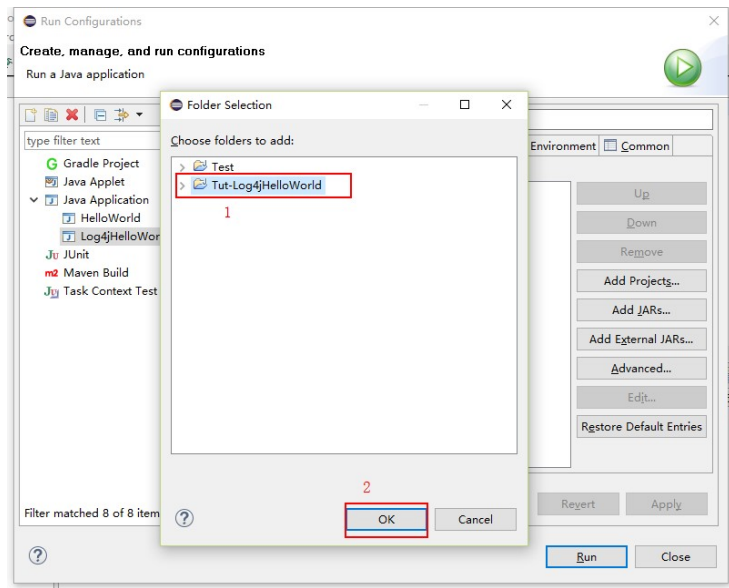 Run Configurations
Create, manage, and run configurations
Run a Java application
Folder Selection
type filter text
Choose folders to add:
Environment
Common
Gradle Project
Java Applet
Java Application
HelloWorld
Log4jHelloWor
Ju JUnit
m2 Maven Build
Task Context Test
Test
Tut-Log4jHelloWorld
1
Up
Down
Remove
Add Projects...
Add JARs...
Add External JARs...
Advanced...
Edit...
Restore Default Entries
Filter matched 8 of 8 item
2
OK
Cancel
Revert
Apply
Run
Close